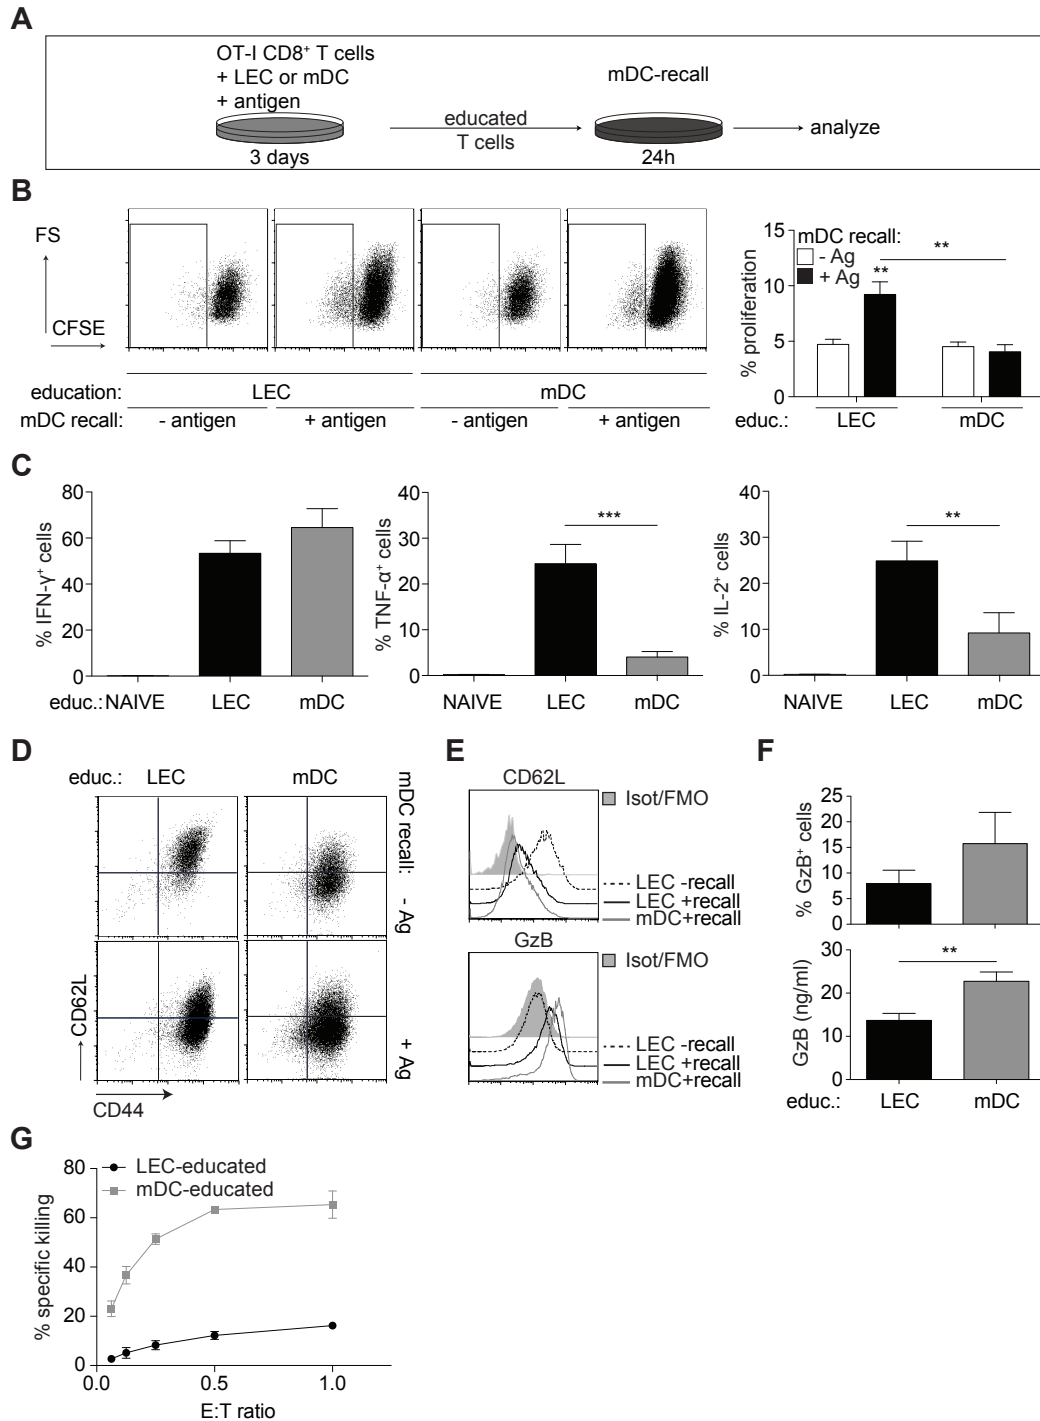 A
OT-I CD8⁺ T cells
+ LEC or mDC
+ antigen
3 days
educated
T cells
mDC-recall
24h
analyze
B
FS
CFSE
education:
LEC
mDC
mDC recall:
- antigen
+ antigen
- antigen
+ antigen
% proliferation
15
10
5
0
mDC recall:
- Ag
+ Ag
**
**
educ.:
LEC
mDC
C
% IFN-γ⁺ cells
80
60
40
20
0
educ.:
NAIVE
LEC
mDC
% TNF-α⁺ cells
40
30
20
10
0
***
NAIVE
LEC
mDC
% IL-2⁺ cells
40
30
20
10
0
**
NAIVE
LEC
mDC
D
educ.:
LEC
mDC
mDC recall:
- Ag
+ Ag
CD62L
CD44
E
CD62L
Isot/FMO
LEC -recall
LEC +recall
mDC+recall
GzB
Isot/FMO
LEC -recall
LEC +recall
mDC+recall
F
% GzB⁺ cells
25
20
15
10
5
0
GzB (ng/ml)
30
20
10
0
**
educ.:
LEC
mDC
G
LEC-educated
mDC-educated
% specific killing
80
60
40
20
0
0.0
0.5
1.0
E:T ratio